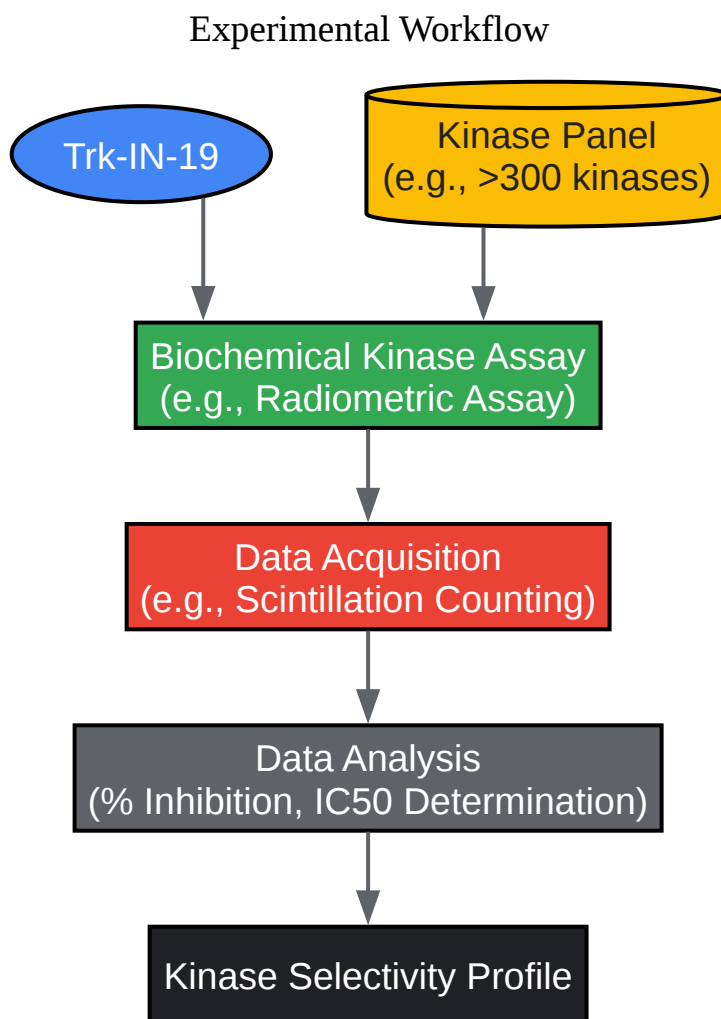 Experimental Workflow
Trk-IN-19
Kinase Panel
(e.g., >300 kinases)
Biochemical Kinase Assay
(e.g., Radiometric Assay)
Data Acquisition
(e.g., Scintillation Counting)
Data Analysis
(% Inhibition, IC50 Determination)
Kinase Selectivity Profile